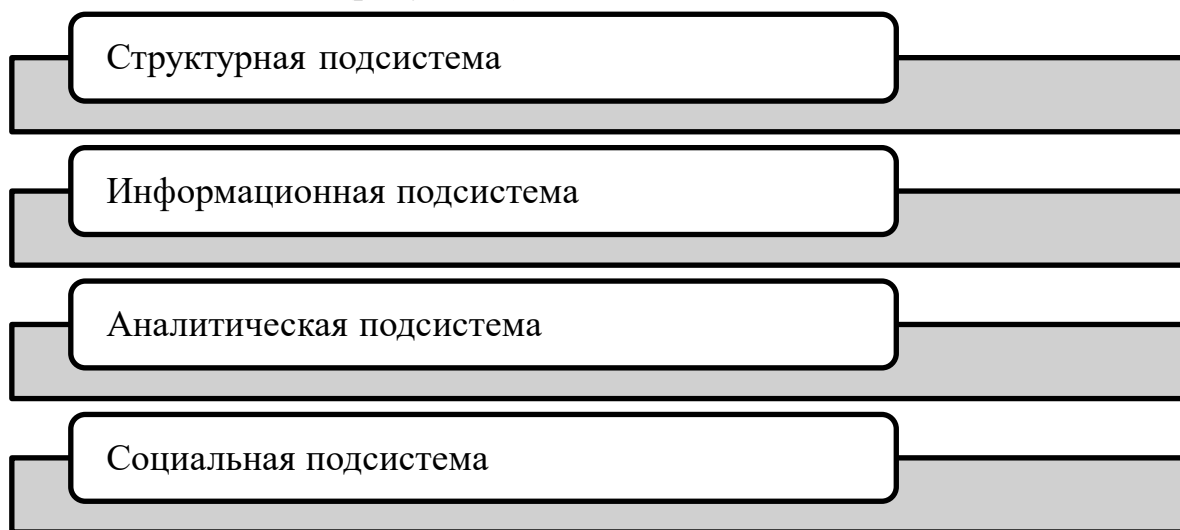 Структурная подсистема
Информационная подсистема
Аналитическая подсистема
Социальная подсистема